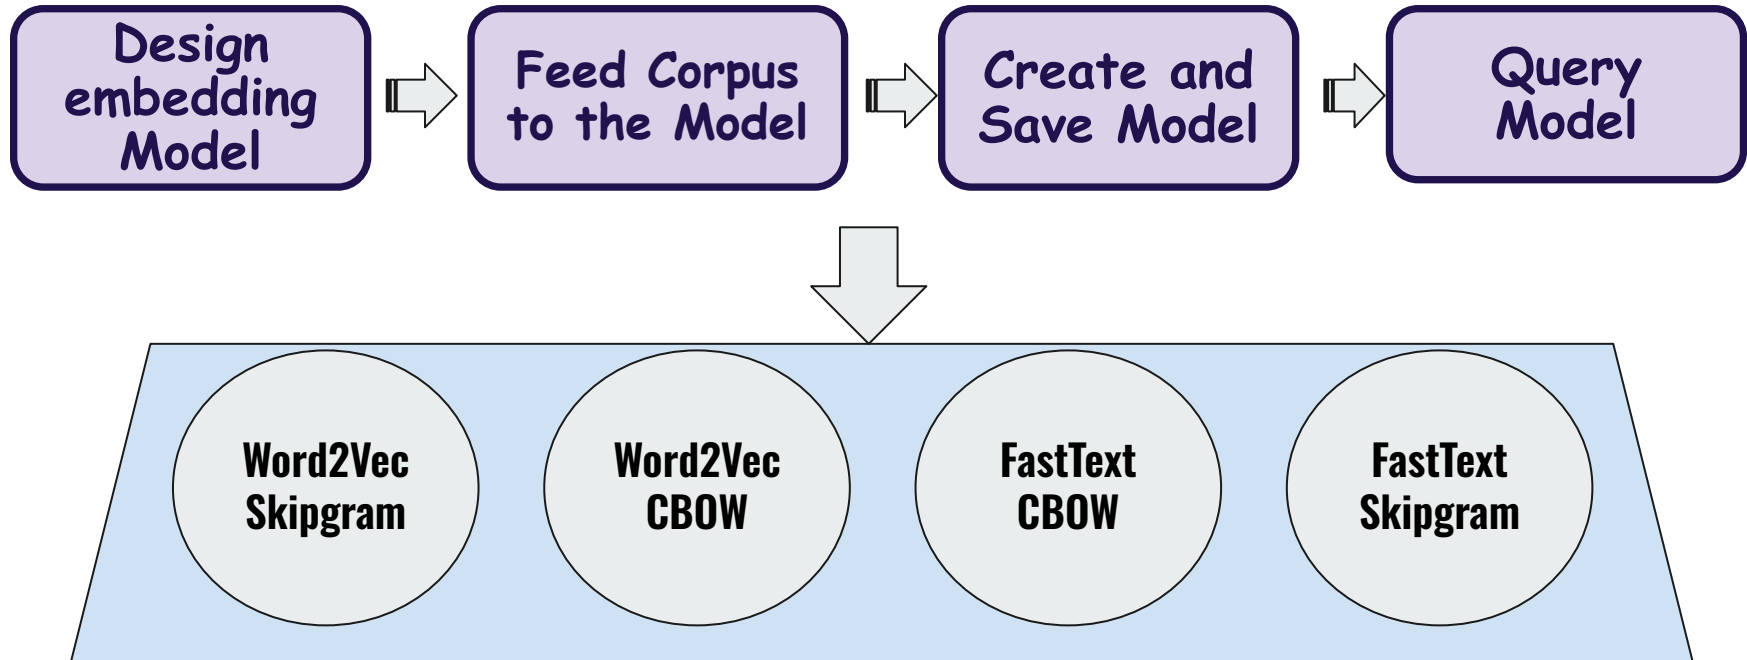 Design
embedding
Model
Feed Corpus
to the Model
Create and
Save Model
Query
Model
Word2Vec
Skipgram
Word2Vec
CBOW
FastText
CBOW
FastText
Skipgram